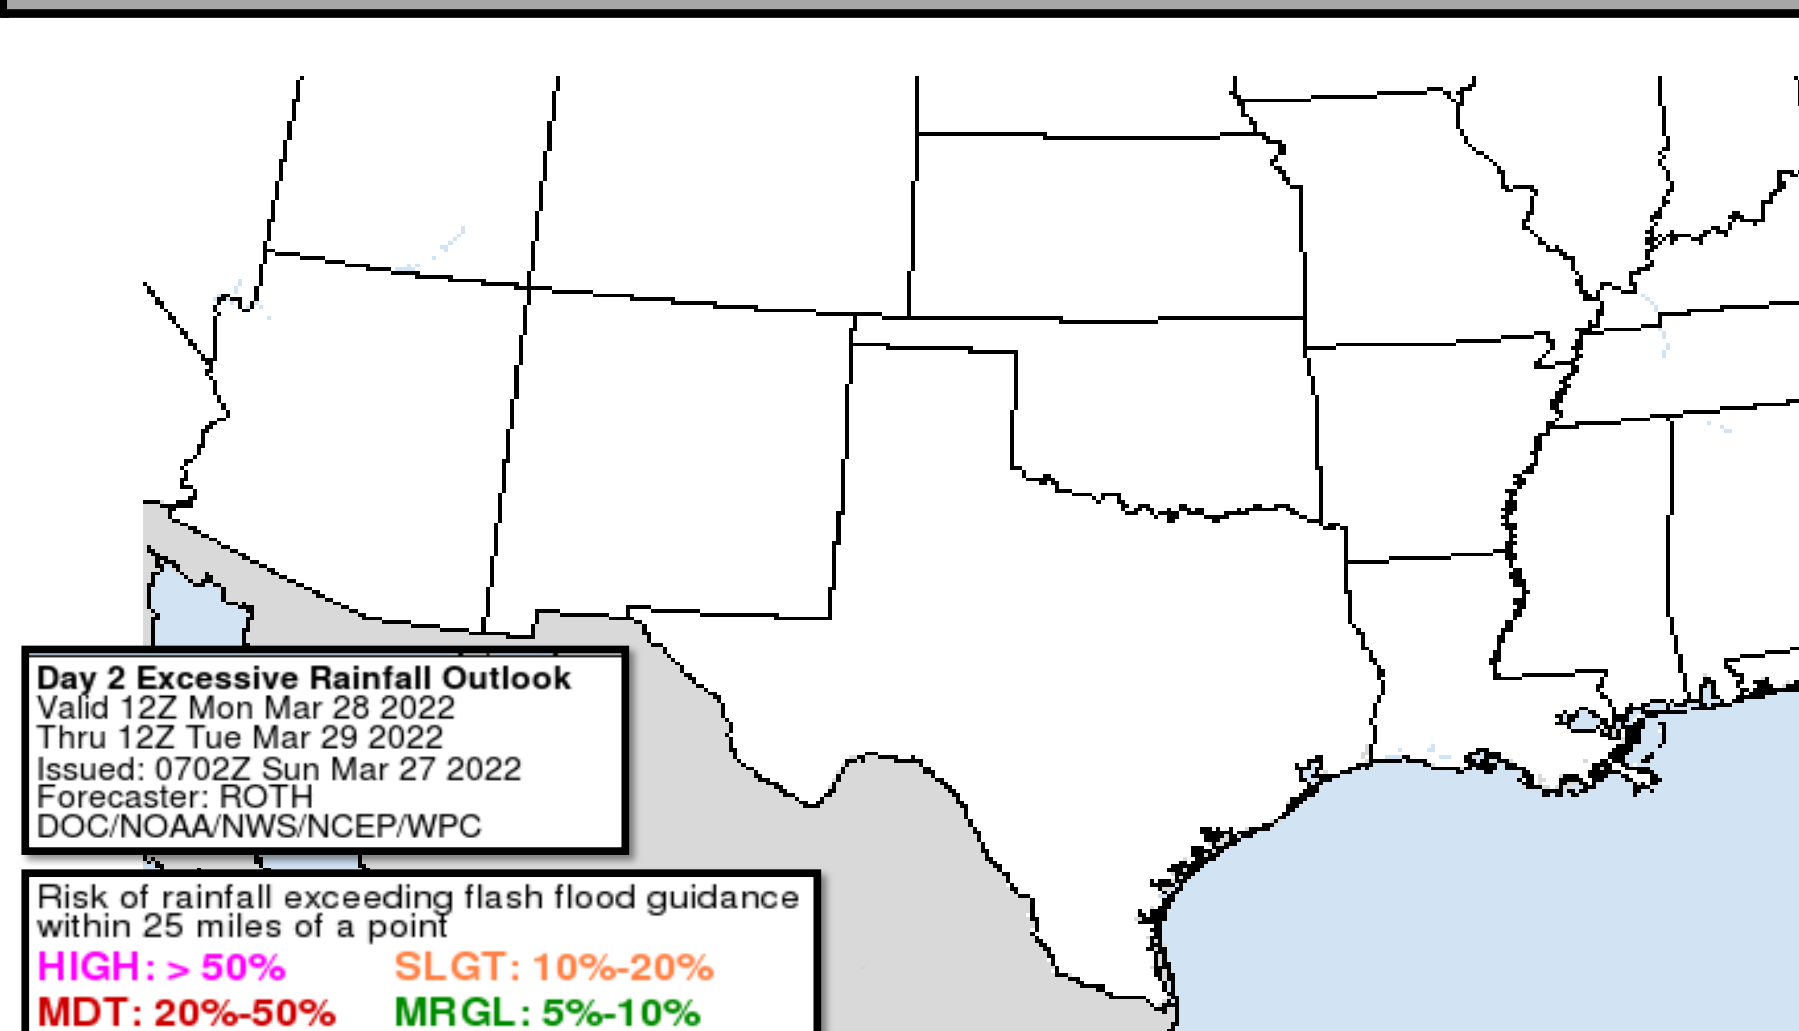 Day 2 Excessive Rainfall Outlook
Valid 12Z Mon Mar 28 2022
Thru 12Z Tue Mar 29 2022
Issued: 0702Z Sun Mar 27 2022
Forecaster: ROTH
DOC/NOAA/NWS/NCEP/WPC
Risk of rainfall exceeding flash flood guidance
within 25 miles of a point
HIGH: > 50% SLGT: 10%-20%
MDT: 20%-50% MRGL: 5%-10%